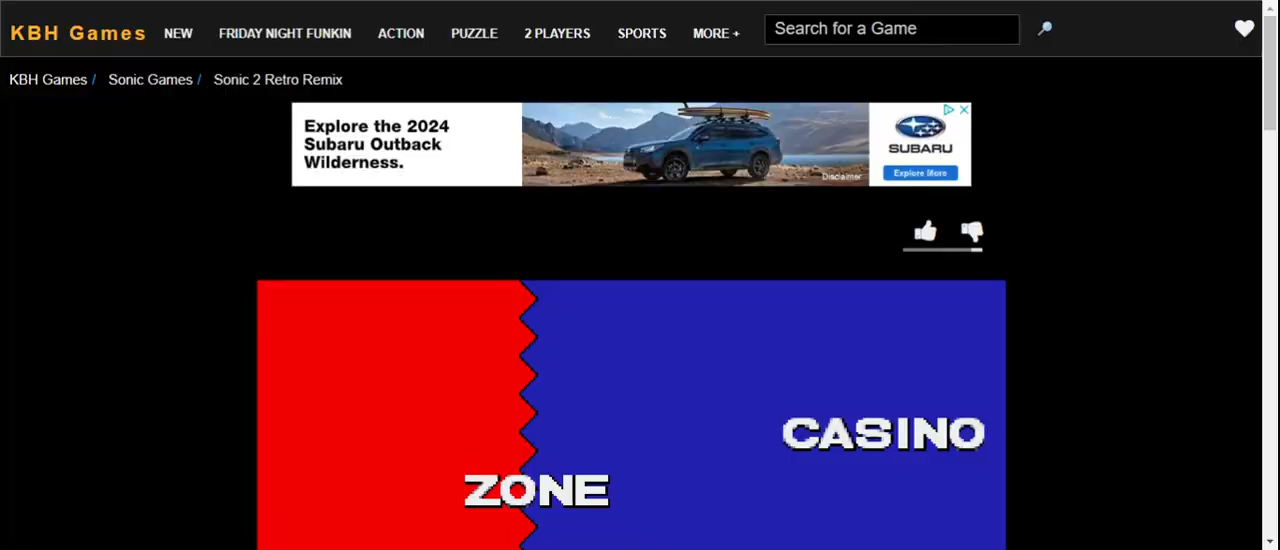 KBH Games NEW FRIDAY NIGHT FUNKIN ACTION PUZZLE 2 PLAYERS SPORTS MORE + Search for a Game
KBH Games / Sonic Games / Sonic 2 Retro Remix
Explore the 2024
Subaru Outback
Wilderness.
Disclaimer
SUBARU
Explore More
CASINO
ZONE